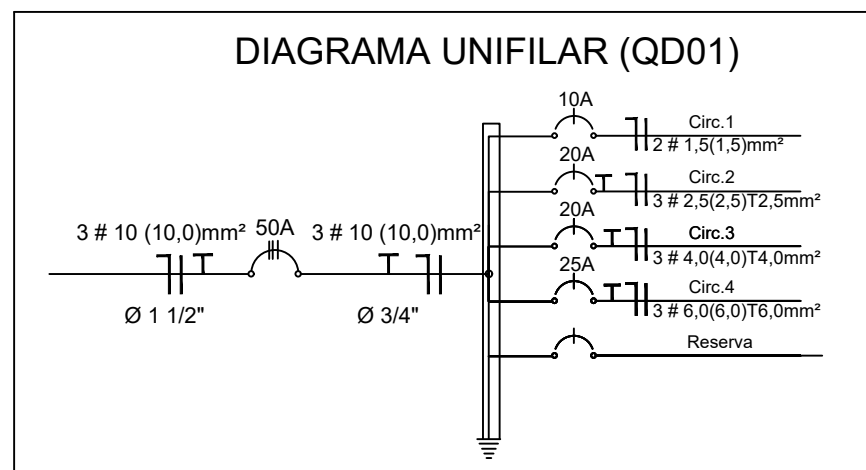 DIAGRAMA UNIFILAR (QD01)
10A
Circ.1
2 # 1,5(1,5)mm²
20A
Circ.2
3 # 2,5(2,5)T2,5mm²
3 # 10 (10,0)mm²
50A
3 # 10 (10,0)mm²
20A
Circ.3
3 # 4,0(4,0)T4,0mm²
Ø 1 1/2"
Ø 3/4"
25A
Circ.4
3 # 6,0(6,0)T6,0mm²
Reserva